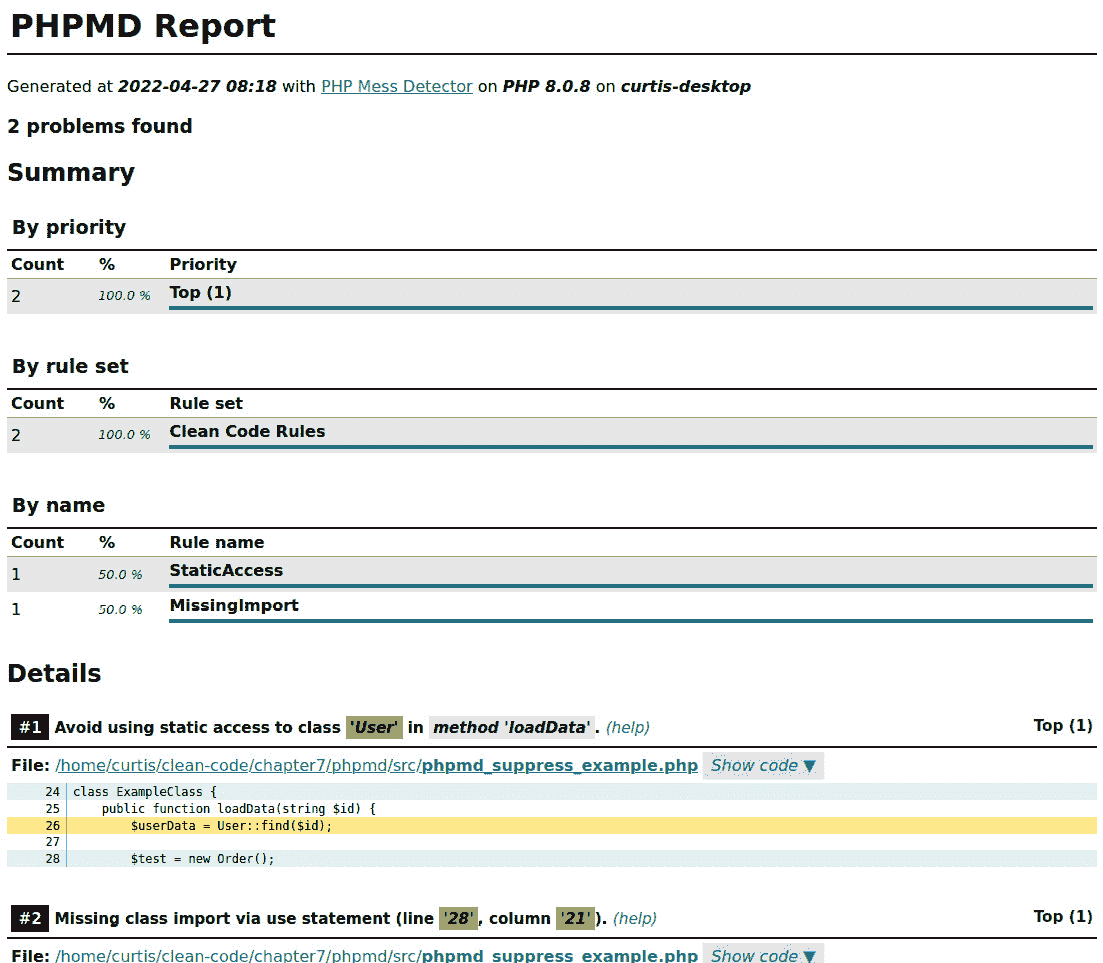 PHPMD Report
Generated at 2022-04-27 08:18 with PHP Mess Detector on PHP 8.0.8 on curtis-desktop
2 problems found
Summary
By priority
Count % Priority
2 100.0 % Top (1)
By rule set
Count % Rule set
2 100.0 % Clean Code Rules
By name
Count % Rule name
1 50.0 % StaticAccess
1 50.0 % MissingImport
Details
#1 Avoid using static access to class 'User' in method 'loadData'. (help) Top (1)
File: /home/curtis/clean-code/chapter7/phpmd/src/phpmd_suppress_example.php Show code ▼
24 class ExampleClass {
25     public function loadData(string $id) {
26         $userData = User::find($id);
27
28         $test = new Order();
#2 Missing class import via use statement (line '28', column '21'). (help) Top (1)
File: /home/curtis/clean-code/chapter7/phpmd/src/phpmd_suppress_example.php Show code ▼